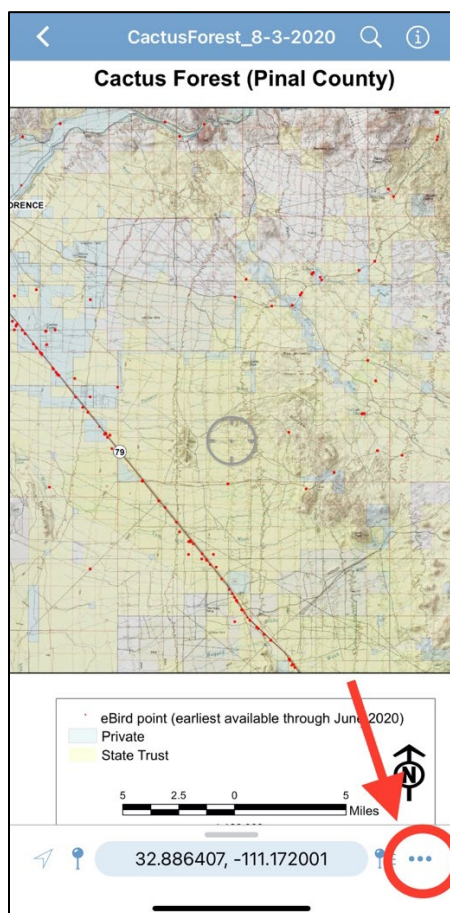 CactusForest_8-3-2020
Cactus Forest (Pinal County)
ORENCE
79
eBird point (earliest available through June 2020)
Private
State Trust
N
5 2.5 0 5
Miles
32.886407, -111.172001